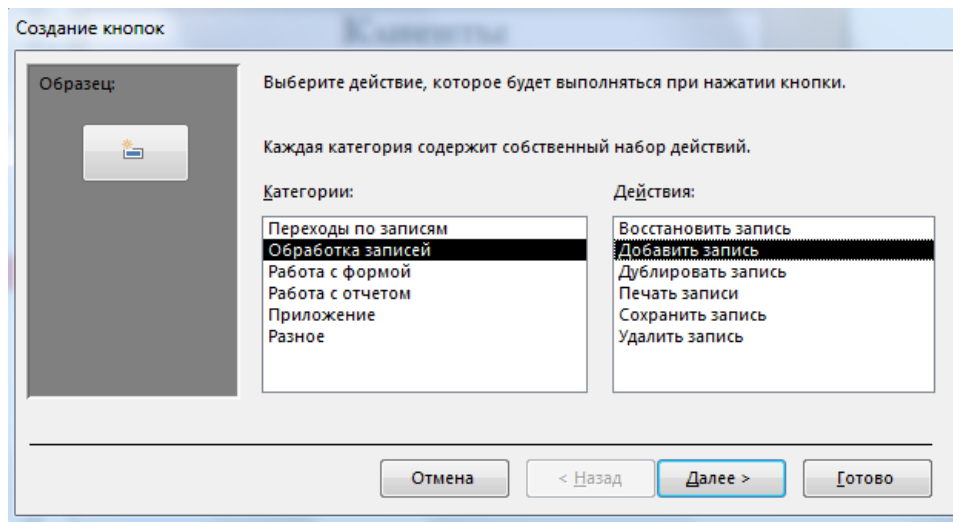 Создание кнопок
Клиенты
Образец:
Выберите действие, которое будет выполняться при нажатии кнопки.
Каждая категория содержит собственный набор действий.
Категории:
Переходы по записям
Обработка записей
Работа с формой
Работа с отчетом
Приложение
Разное
Действия:
Восстановить запись
Добавить запись
Дублировать запись
Печать записи
Сохранить запись
Удалить запись
Отмена
< Назад
Далее >
Готово